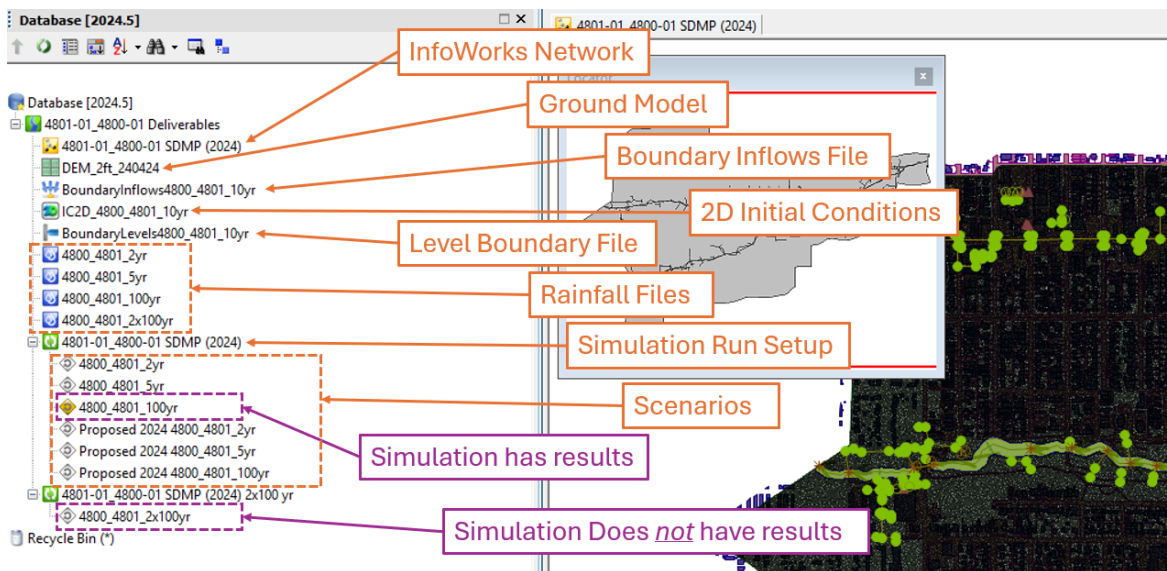 Database [2024.5]
4801-01_4800-01 SDMP (2024)
InfoWorks Network
Locator
Database [2024.5]
4801-01_4800-01 Deliverables
Ground Model
4801-01_4800-01 SDMP (2024)
DEM_2ft_240424
Boundary Inflows File
BoundaryInflows4800_4801_10yr
IC2D_4800_4801_10yr
2D Initial Conditions
BoundaryLevels4800_4801_10yr
Level Boundary File
4800_4801_2yr
4800_4801_5yr
4800_4801_100yr
Rainfall Files
4800_4801_2x100yr
4801-01_4800-01 SDMP (2024)
Simulation Run Setup
4800_4801_2yr
4800_4801_5yr
4800_4801_100yr
Scenarios
Proposed 2024 4800_4801_2yr
Proposed 2024 4800_4801_5yr
Simulation has results
Proposed 2024 4800_4801_100yr
4801-01_4800-01 SDMP (2024) 2x100 yr
4800_4801_2x100yr
Simulation Does not have results
Recycle Bin (*)